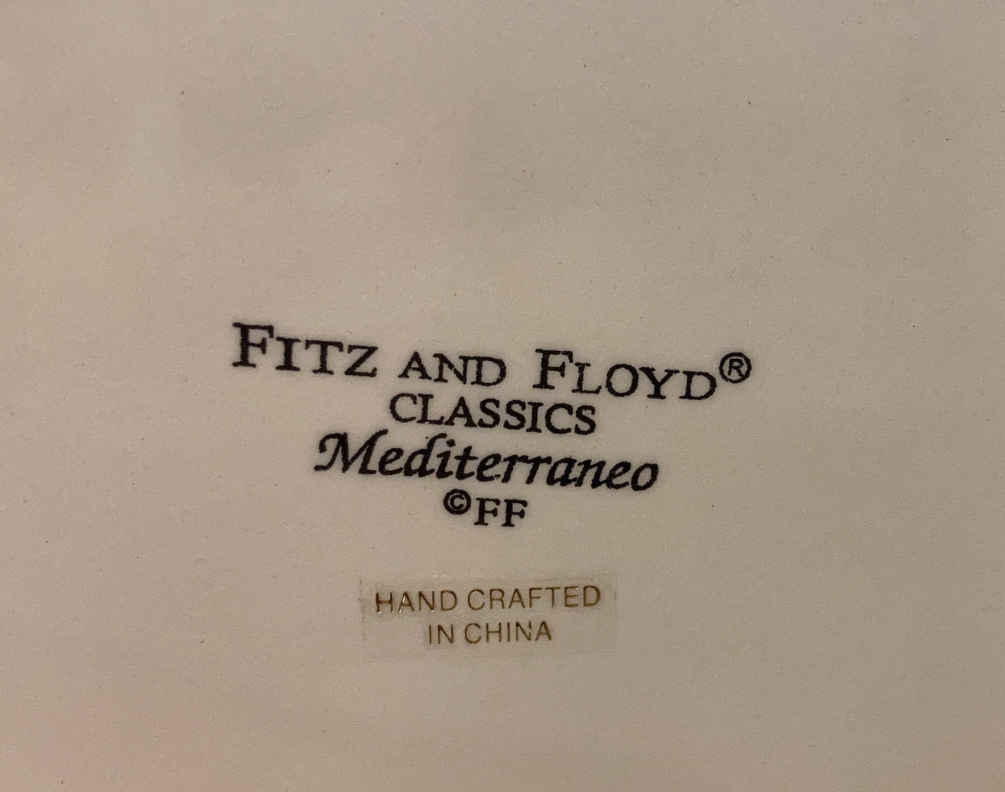 FITZ AND FLOYD®
CLASSICS
Mediterraneo
©FF
HAND CRAFTED
IN CHINA